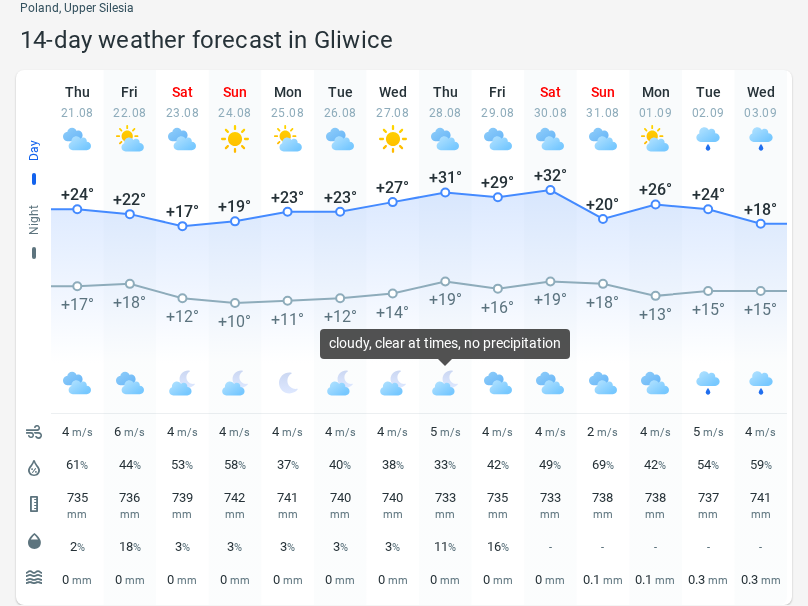 Poland, Upper Silesia
14-day weather forecast in Gliwice
Thu Fri Sat Sun Mon Tue Wed Thu Fri Sat Sun Mon Tue Wed
21.08 22.08 23.08 24.08 25.08 26.08 27.08 28.08 29.08 30.08 31.08 01.09 02.09 03.09
Day
+24° +22° +17° +19° +23° +23° +27° +31° +29° +32° +20° +26° +24° +18°
Night
+17° +18° +12° +10° +11° +12° +14° +19° +16° +19° +18° +13° +15° +15°
cloudy, clear at times, no precipitation
4 m/s 6 m/s 4 m/s 4 m/s 4 m/s 4 m/s 4 m/s 5 m/s 4 m/s 4 m/s 2 m/s 4 m/s 5 m/s 4 m/s
61% 44% 53% 58% 37% 40% 38% 33% 42% 49% 69% 42% 54% 59%
735 736 739 742 741 740 740 733 735 733 738 738 737 741
mm mm mm mm mm mm mm mm mm mm mm mm mm mm
2% 18% 3% 3% 3% 3% 3% 11% 16% - - - - -
0 mm 0 mm 0 mm 0 mm 0 mm 0 mm 0 mm 0 mm 0 mm 0 mm 0.1 mm 0.1 mm 0.3 mm 0.3 mm